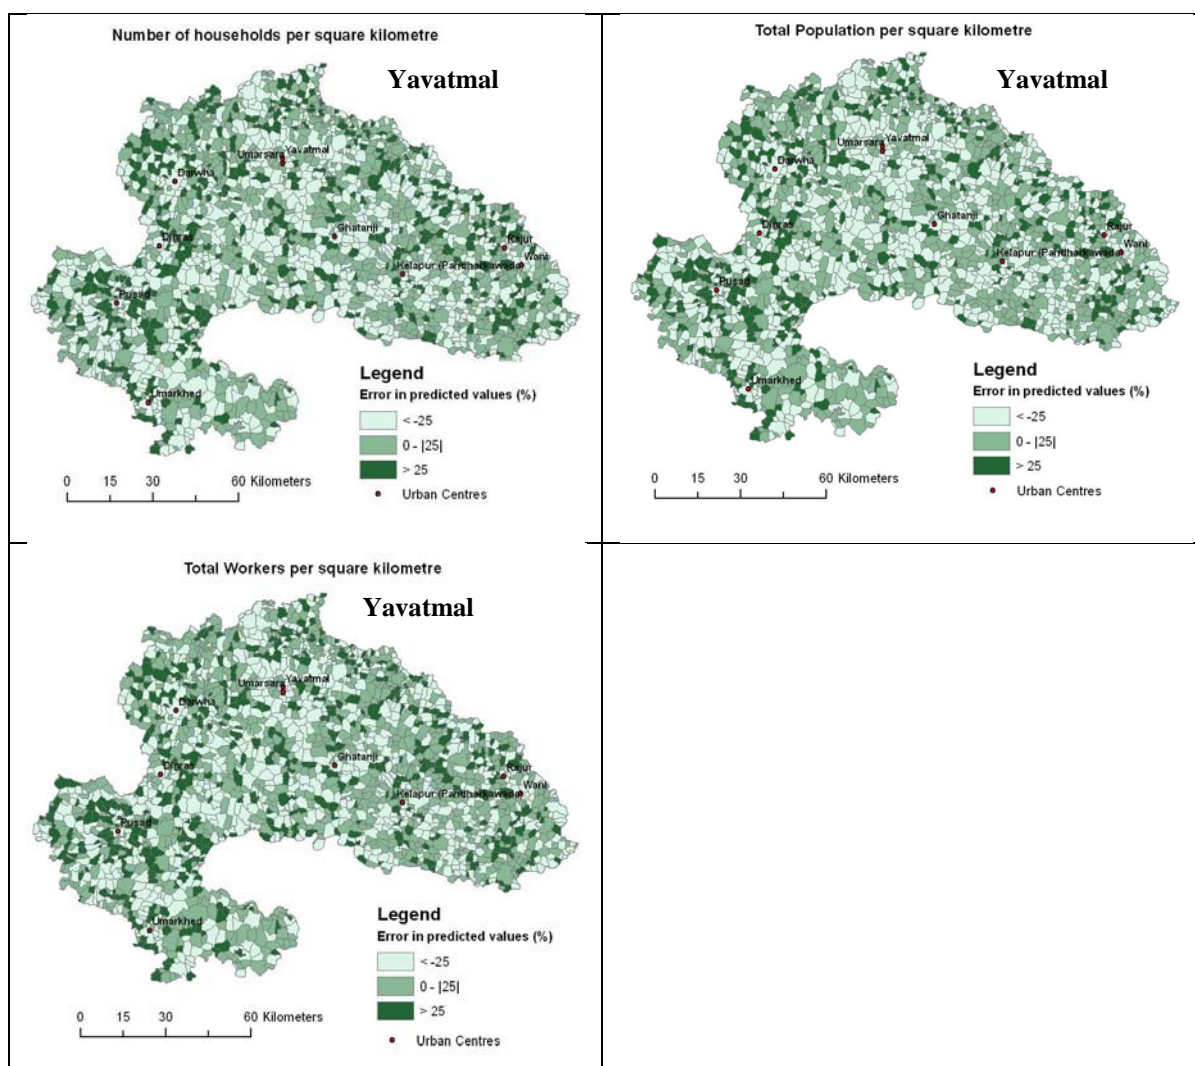 Number of households per square kilometre
Yavatmal
Umarsara
Yavatmal
Darwha
Digras
Ghatanji
Rajur
Wani
Kelapur (Pandharkawada)
Pusad
Umarkhed
Legend
Error in predicted values (%)
< -25
0 - |25|
> 25
Urban Centres
0 15 30 60 Kilometers
Total Population per square kilometre
Yavatmal
Umarsara
Yavatmal
Darwha
Digras
Ghatanji
Rajur
Wani
Kelapur (Pandharkawada)
Pusad
Umarkhed
Legend
Error in predicted values (%)
< -25
0 - |25|
> 25
Urban Centres
0 15 30 60 Kilometers
Total Workers per square kilometre
Yavatmal
Umarsara
Yavatmal
Darwha
Digras
Ghatanji
Rajur
Wani
Kelapur (Pandharkawada)
Pusad
Umarkhed
Legend
Error in predicted values (%)
< -25
0 - |25|
> 25
Urban Centres
0 15 30 60 Kilometers